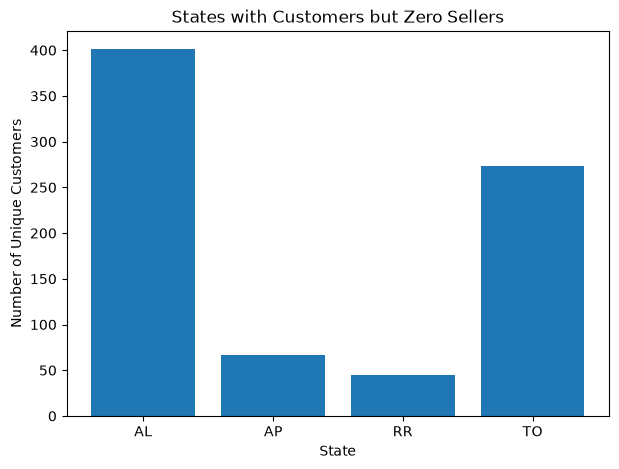 States with Customers but Zero Sellers
Number of Unique Customers
400
350
300
250
200
150
100
50
0
AL AP RR TO
State